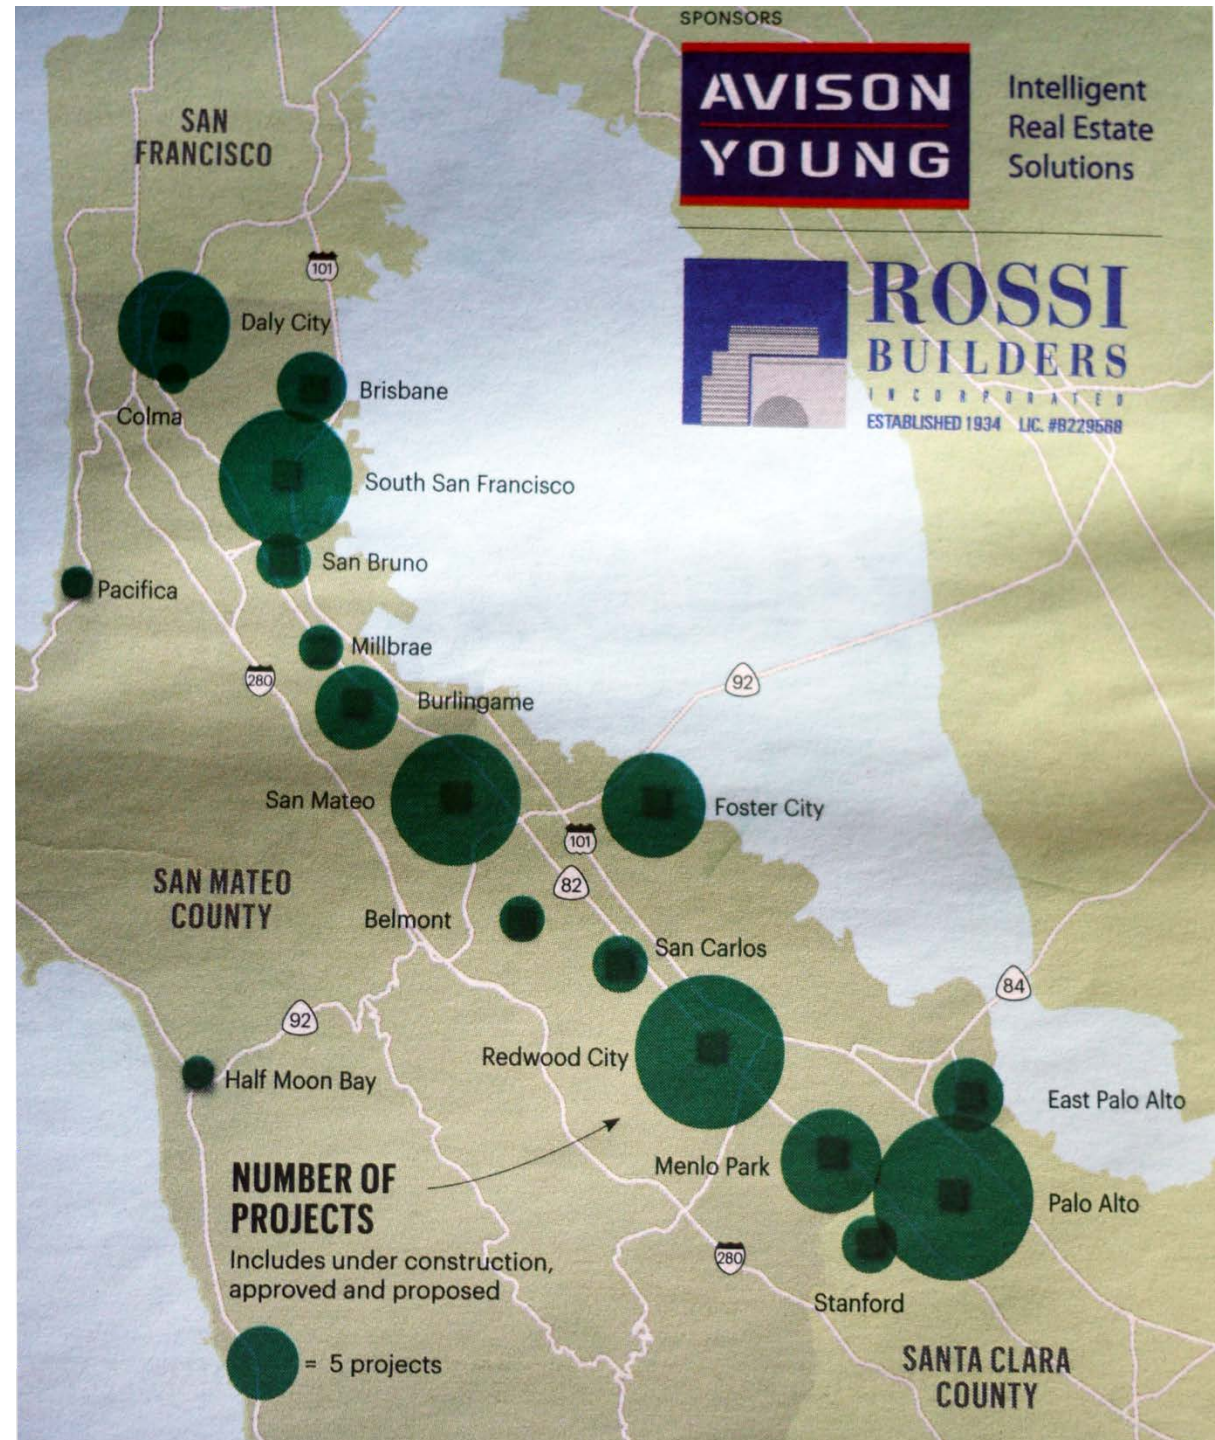 SPONSORS
AVISON
YOUNG
Intelligent
Real Estate
Solutions
ROSSI
BUILDERS
INCORPORATED
ESTABLISHED 1934 LIC. #B229568
SAN
FRANCISCO
101
Daly City
Brisbane
Colma
South San Francisco
San Bruno
Pacifica
Millbrae
280
92
Burlingame
San Mateo
Foster City
101
82
SAN MATEO
COUNTY
Belmont
San Carlos
84
92
Redwood City
Half Moon Bay
East Palo Alto
Menlo Park
Palo Alto
NUMBER OF
PROJECTS
Includes under construction,
approved and proposed
280
Stanford
= 5 projects
SANTA CLARA
COUNTY